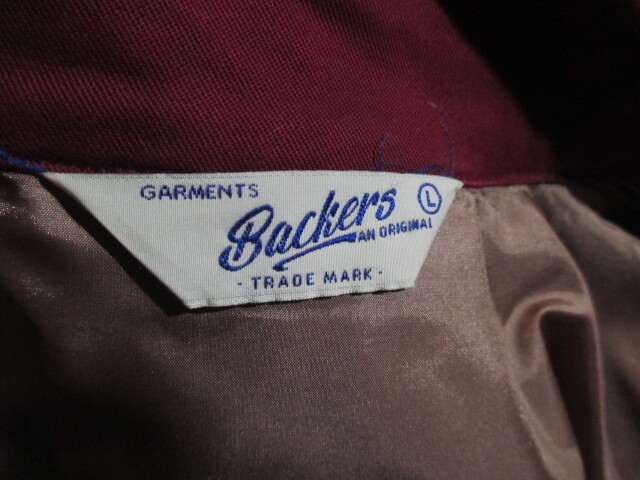 GARMENTS
Backers
L
AN ORIGINAL
- TRADE MARK -